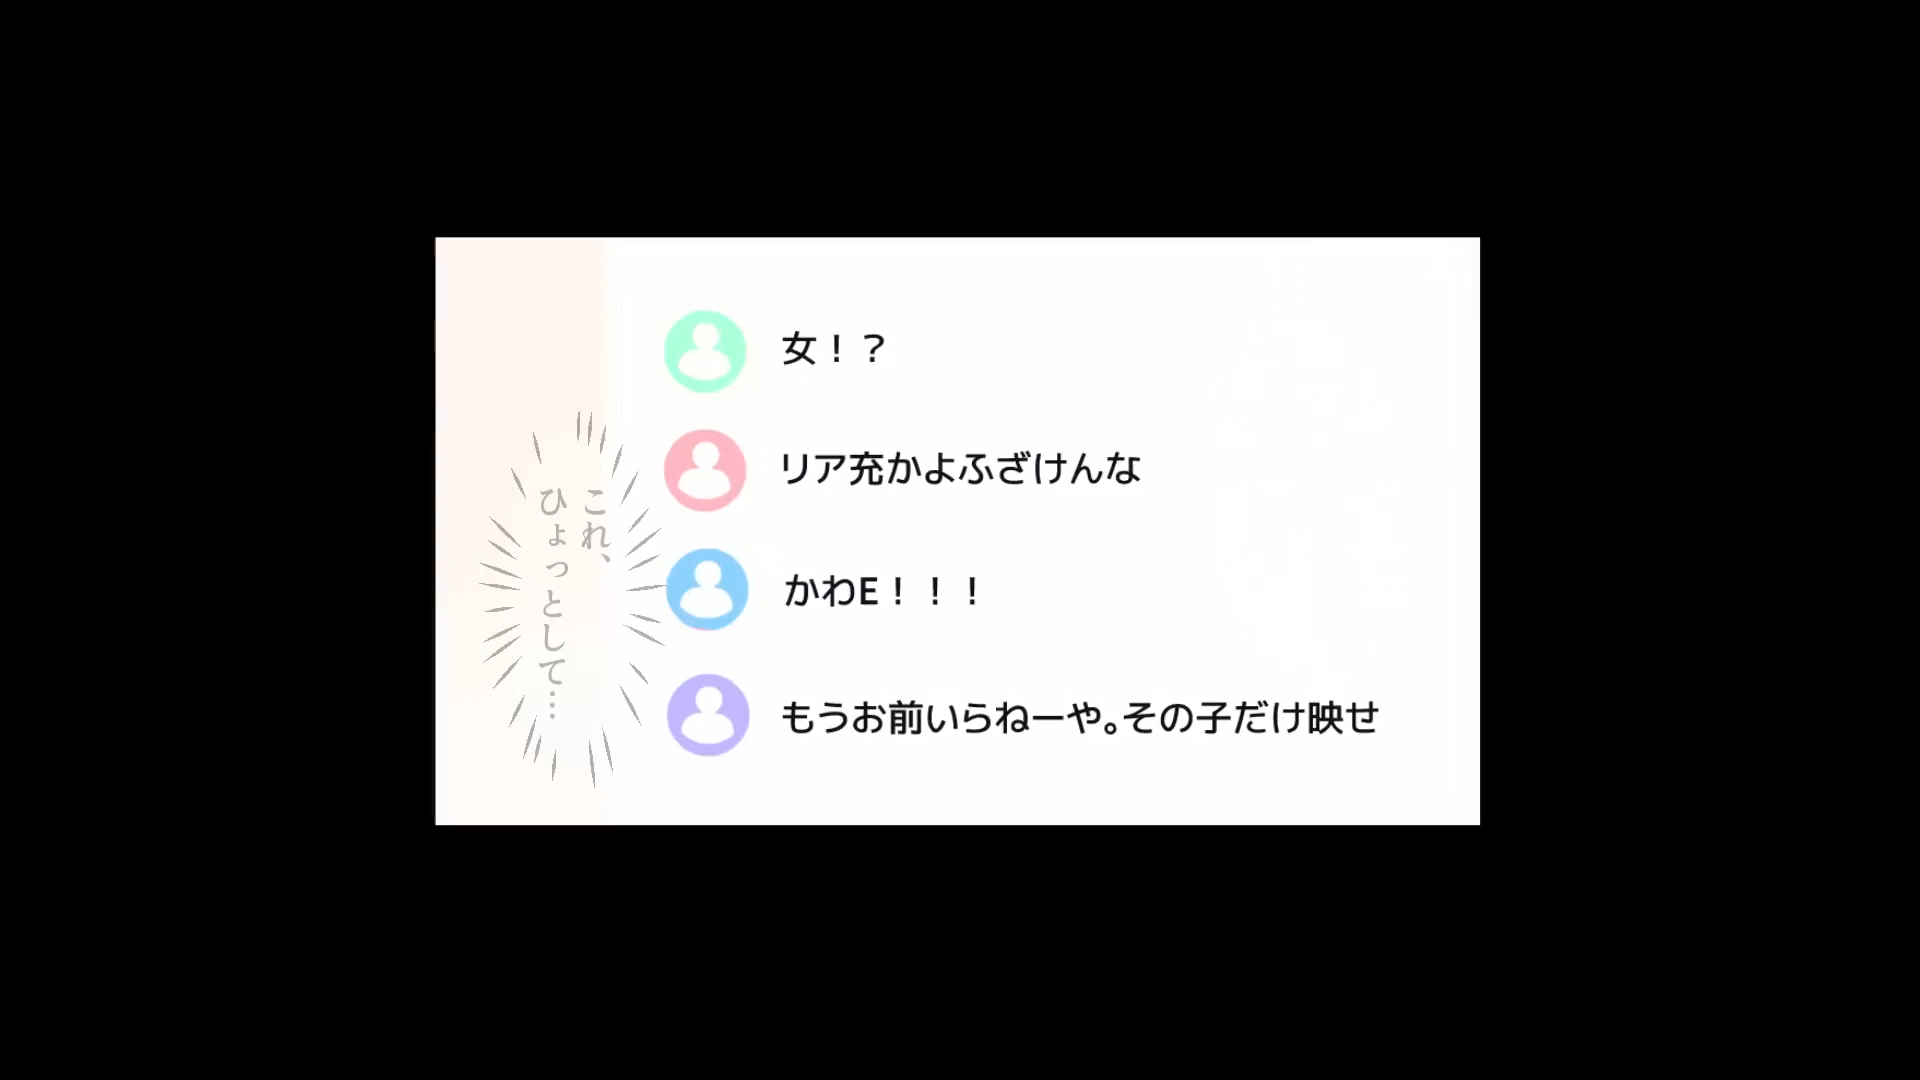 女！？
リア充かよふざけんな
かわE！！！
もうお前いらねーや。その子だけ映せ
これ、
ひょっとして…